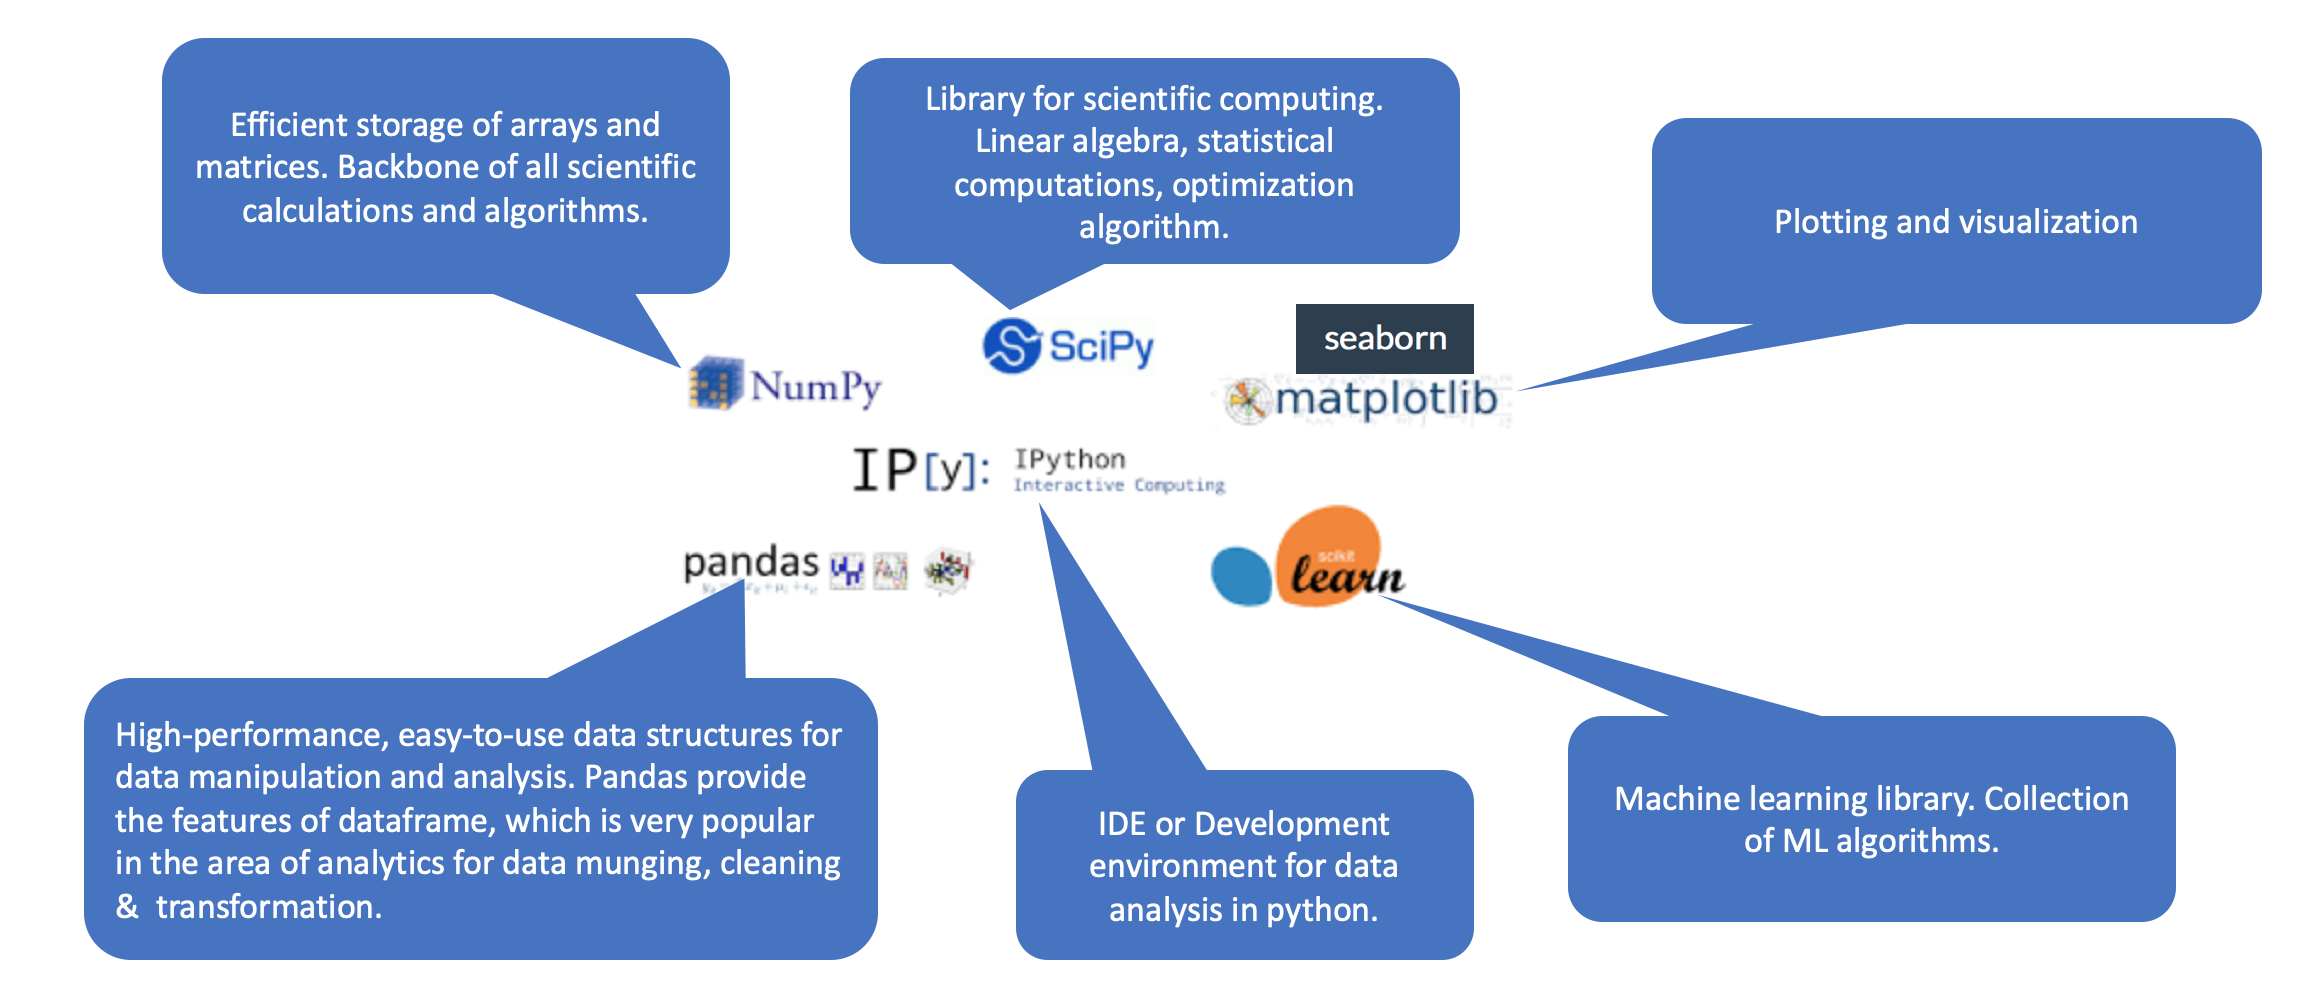 Efficient storage of arrays and
matrices. Backbone of all scientific
calculations and algorithms.
Library for scientific computing.
Linear algebra, statistical
computations, optimization
algorithm.
Plotting and visualization
seaborn
SciPy
NumPy
matplotlib
IP[y]:
IPython
Interactive Computing
pandas
scikit
learn
High-performance, easy-to-use data structures for
data manipulation and analysis. Pandas provide
the features of dataframe, which is very popular
in the area of analytics for data munging, cleaning
& transformation.
IDE or Development
environment for data
analysis in python.
Machine learning library. Collection
of ML algorithms.